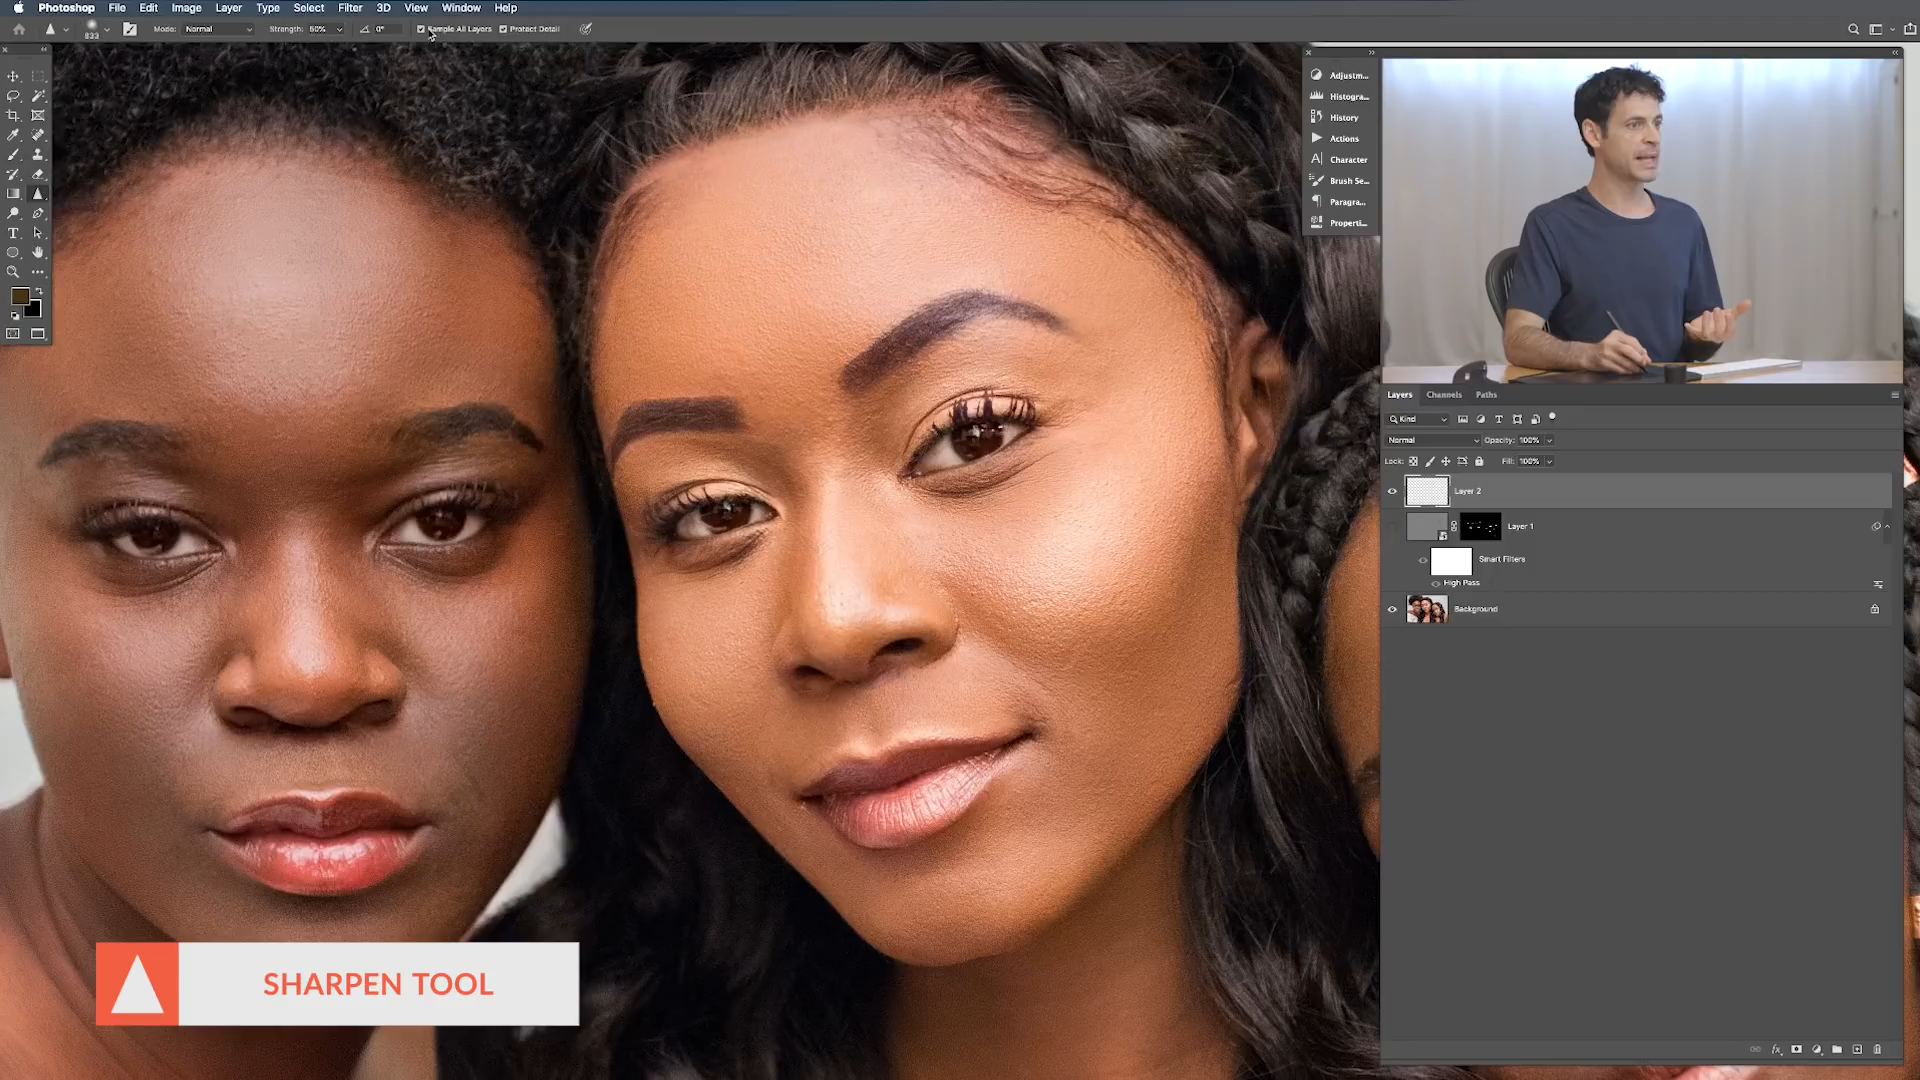 Photoshop File Edit Image Layer Type Select Filter 3D View Window Help
833 Mode: Normal Strength: 50% 0° Sample All Layers Protect Detail
Adjustm...
Histogra...
History
Actions
Character
Brush Se...
Paragra...
Properti...
Layers Channels Paths
Kind
Normal Opacity: 100%
Lock: Fill: 100%
Layer 2
Layer 1
Smart Filters
High Pass
Background
SHARPEN TOOL